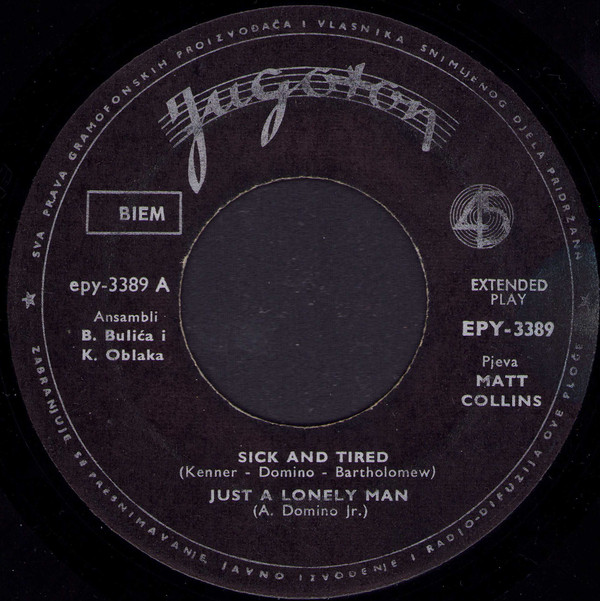 SVA PRAVA GRAMOFONSKIH PROIZVOĐAČA I VLASNIKA SNIMLJENOG DJELA PRIDRŽANA
Jugoton
BIEM
45
epy-3389 A
Ansambli
B. Bulića i
K. Oblaka
EXTENDED
PLAY
EPY-3389
Pjeva
MATT
COLLINS
SICK AND TIRED
(Kenner - Domino - Bartholomew)
JUST A LONELY MAN
(A. Domino Jr.)
ZABRANJUJE SE PRESNIMAVANJE, JAVNO IZVOĐENJE I RADIO-DIFUZIJA OVE PLOČE